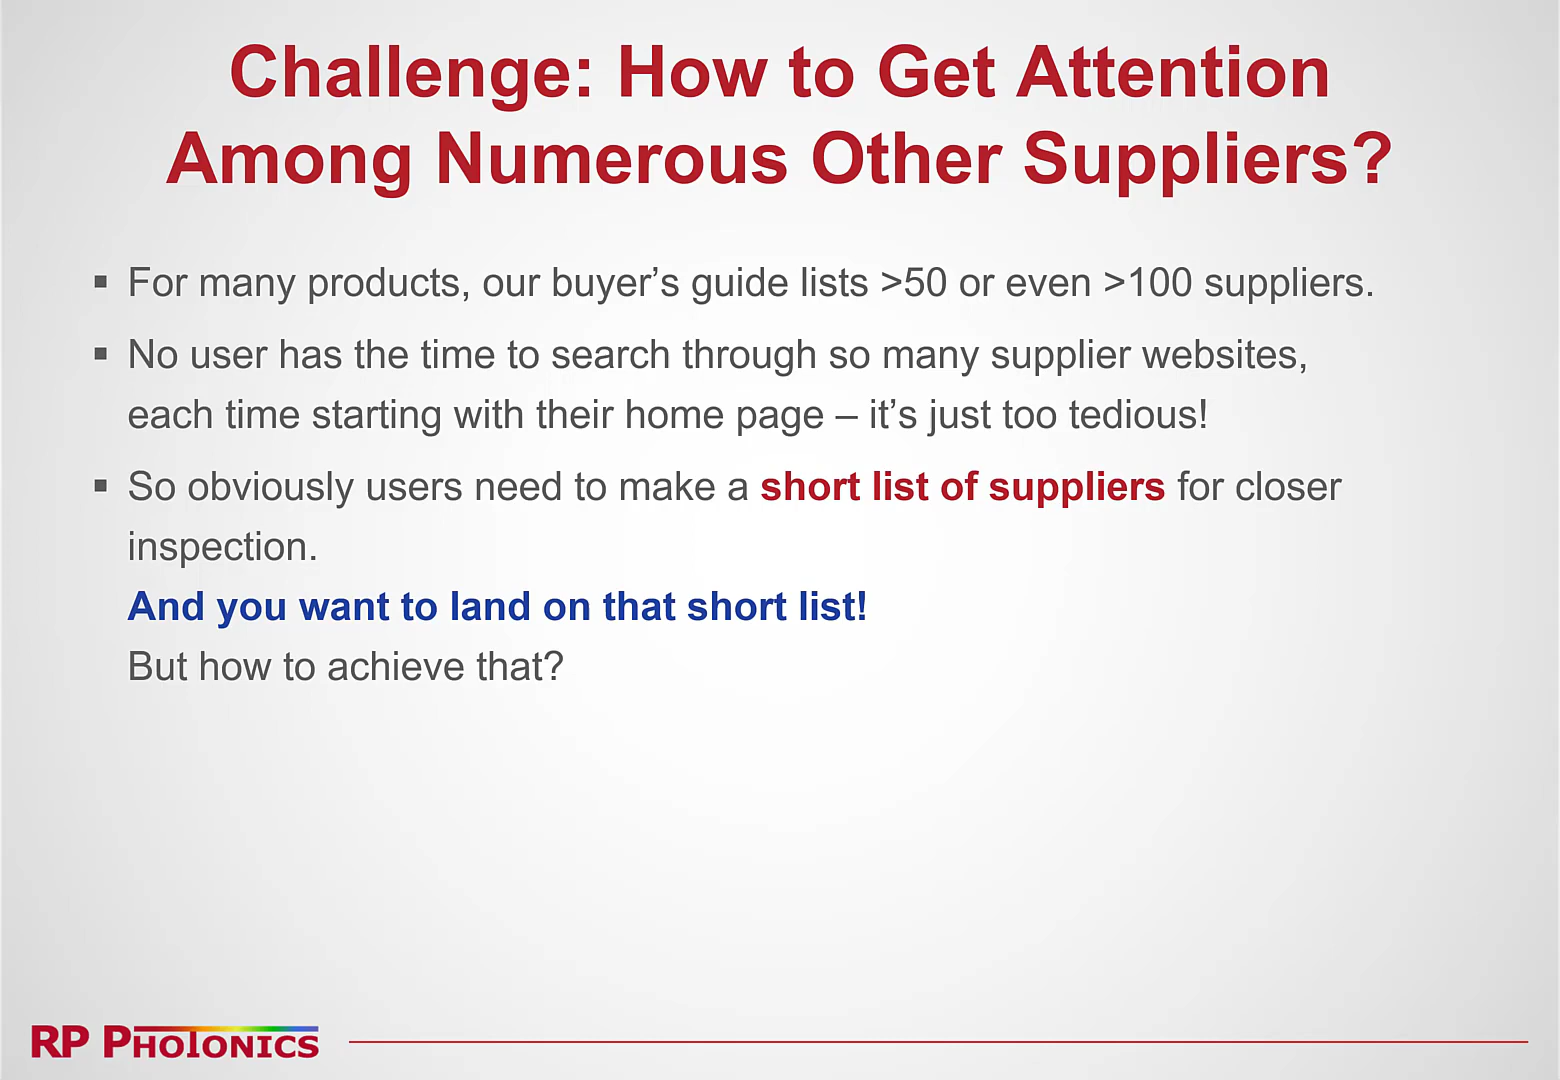 Challenge: How to Get Attention
Among Numerous Other Suppliers?
▪ For many products, our buyer’s guide lists >50 or even >100 suppliers.
▪ No user has the time to search through so many supplier websites,
each time starting with their home page – it’s just too tedious!
▪ So obviously users need to make a short list of suppliers for closer
inspection.
And you want to land on that short list!
But how to achieve that?
RP PHOTONICS